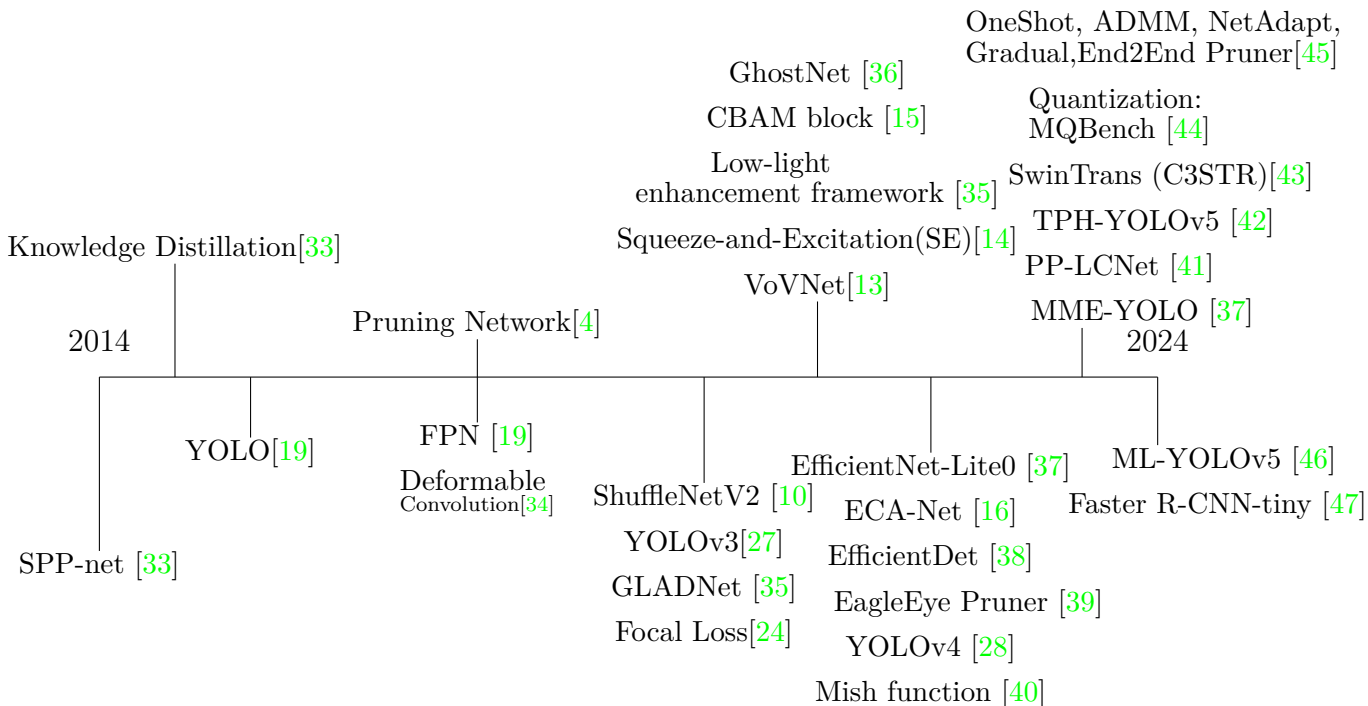 OneShot, ADMM, NetAdapt,
Gradual,End2End Pruner[45]
GhostNet [36]
Quantization:
MQBench [44]
CBAM block [15]
Low-light
enhancement framework [35]
SwinTrans (C3STR)[43]
TPH-YOLOv5 [42]
Squeeze-and-Excitation(SE)[14]
Knowledge Distillation[33]
PP-LCNet [41]
VoVNet[13]
MME-YOLO [37]
Pruning Network[4]
2014
2024
FPN [19]
YOLO[19]
Deformable
Convolution[34]
EfficientNet-Lite0 [37]
ML-YOLOv5 [46]
ShuffleNetV2 [10]
Faster R-CNN-tiny [47]
ECA-Net [16]
YOLOv3[27]
SPP-net [33]
EfficientDet [38]
GLADNet [35]
EagleEye Pruner [39]
Focal Loss[24]
YOLOv4 [28]
Mish function [40]